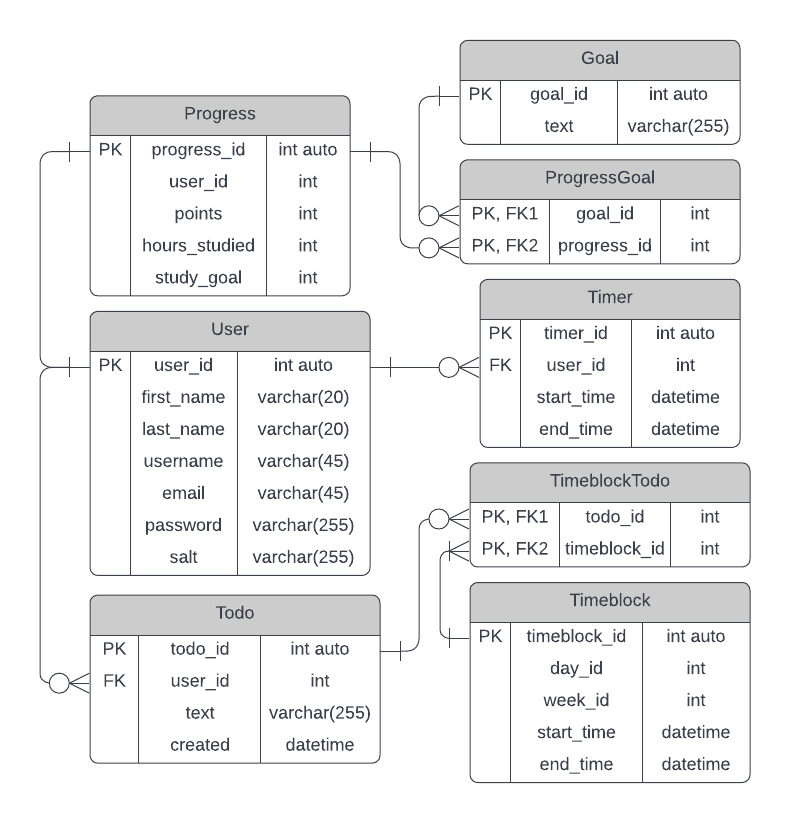 Goal
PK goal_id int auto
text varchar(255)
Progress
PK progress_id int auto
user_id int
points int
hours_studied int
study_goal int
ProgressGoal
PK, FK1 goal_id int
PK, FK2 progress_id int
Timer
PK timer_id int auto
FK user_id int
start_time datetime
end_time datetime
User
PK user_id int auto
first_name varchar(20)
last_name varchar(20)
username varchar(45)
email varchar(45)
password varchar(255)
salt varchar(255)
TimeblockTodo
PK, FK1 todo_id int
PK, FK2 timeblock_id int
Todo
PK todo_id int auto
FK user_id int
text varchar(255)
created datetime
Timeblock
PK timeblock_id int auto
day_id int
week_id int
start_time datetime
end_time datetime